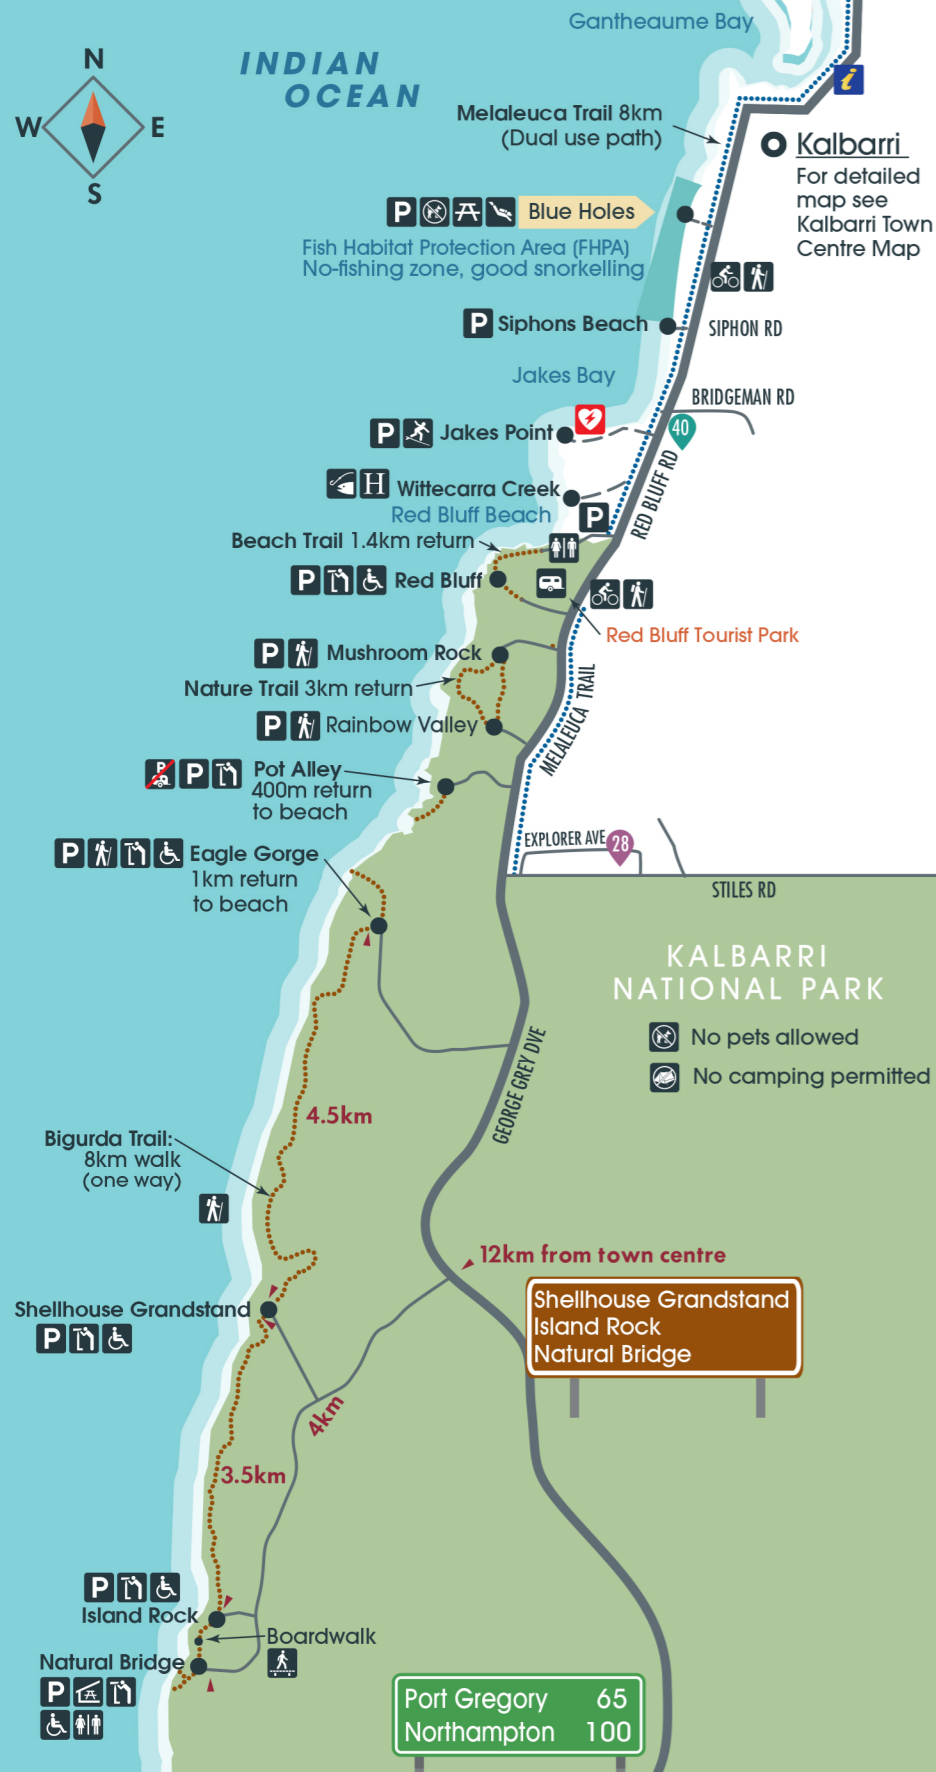 Gantheaume Bay
INDIAN
OCEAN
N
W
E
S
i
Melaleuca Trail 8km
(Dual use path)
Kalbarri
For detailed
map see
Kalbarri Town
Centre Map
P
Blue Holes
Fish Habitat Protection Area (FHPA)
No-fishing zone, good snorkelling
P
Siphons Beach
SIPHON RD
Jakes Bay
BRIDGEMAN RD
40
P
Jakes Point
RED BLUFF RD
H
Wittecarra Creek
Red Bluff Beach
P
Beach Trail 1.4km return
P
Red Bluff
Red Bluff Tourist Park
P
Mushroom Rock
Nature Trail 3km return
MELALEUCA TRAIL
P
Rainbow Valley
P
P
Pot Alley
400m return
to beach
EXPLORER AVE
28
P
Eagle Gorge
1km return
to beach
STILES RD
KALBARRI
NATIONAL PARK
No pets allowed
No camping permitted
GEORGE GREY DVE
4.5km
Bigurda Trail:
8km walk
(one way)
12km from town centre
Shellhouse Grandstand
Island Rock
Natural Bridge
Shellhouse Grandstand
P
4km
3.5km
P
Island Rock
Boardwalk
Natural Bridge
P
Port Gregory 65
Northampton 100